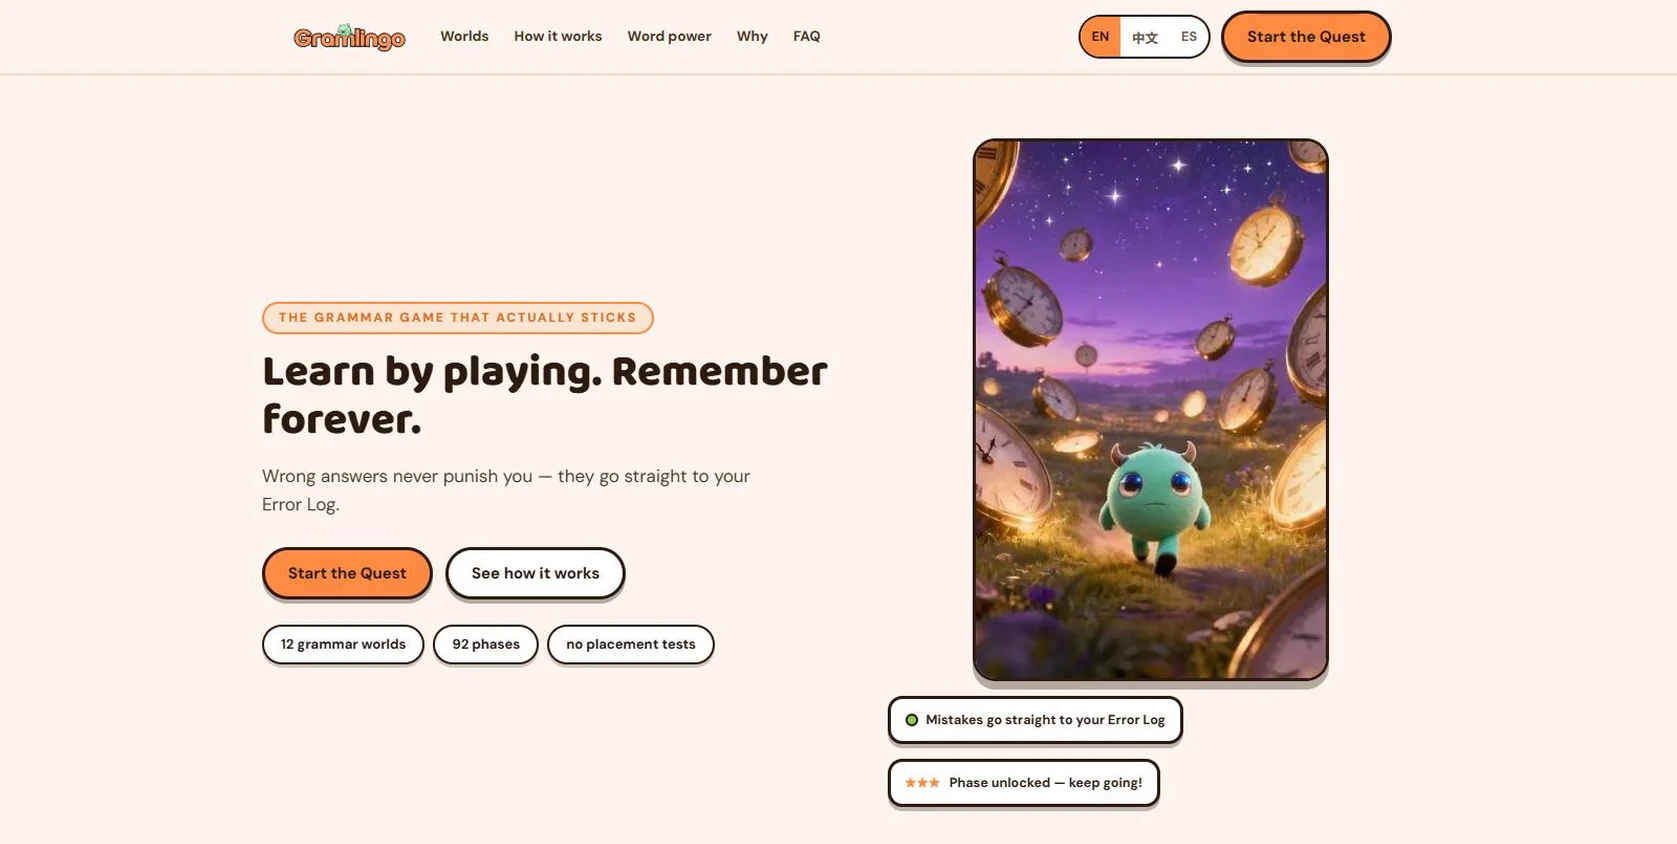 Gramlingo
Worlds
How it works
Word power
Why
FAQ
EN
中文
ES
Start the Quest
THE GRAMMAR GAME THAT ACTUALLY STICKS
Learn by playing. Remember
forever.
Wrong answers never punish you — they go straight to your
Error Log.
Start the Quest
See how it works
12 grammar worlds
92 phases
no placement tests
Mistakes go straight to your Error Log
Phase unlocked — keep going!